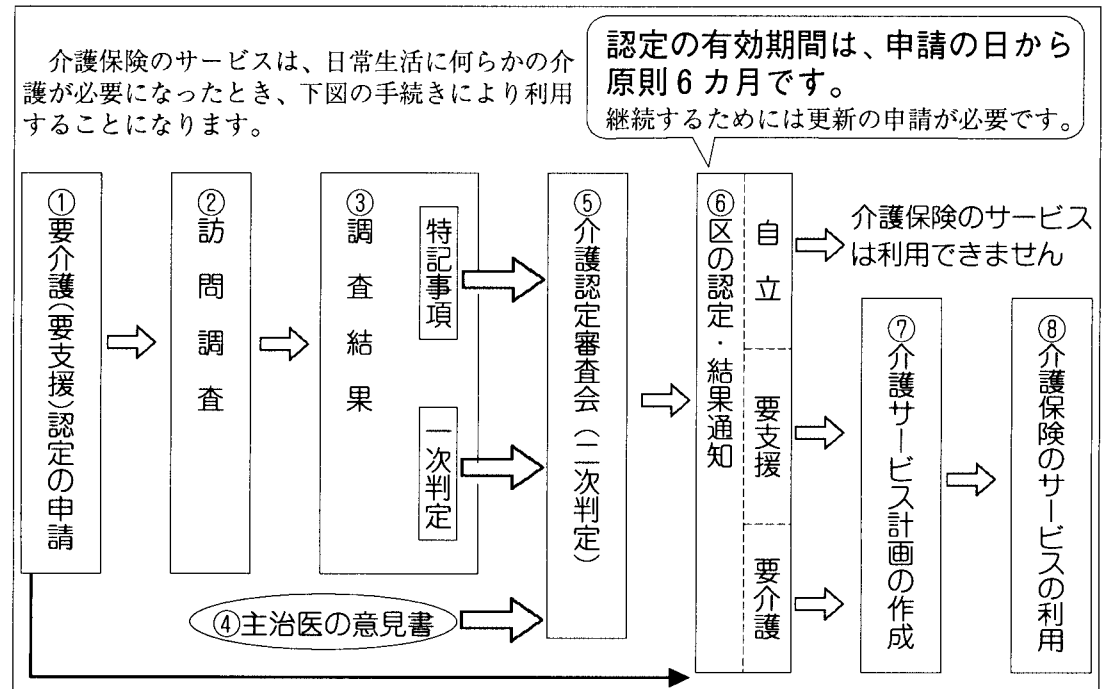 介護保険のサービスは、日常生活に何らかの介
護が必要になったとき、下図の手続きにより利用
することになります。
認定の有効期間は、申請の日から
原則6カ月です。
継続するためには更新の申請が必要です。
①要介護(要支援)認定の申請
②訪問調査
③調査結果
特記事項
一次判定
④主治医の意見書
⑤介護認定審査会(二次判定)
⑥区の認定・結果通知
自立
要支援
要介護
介護保険のサービス
は利用できません
⑦介護サービス計画の作成
⑧介護保険のサービスの利用